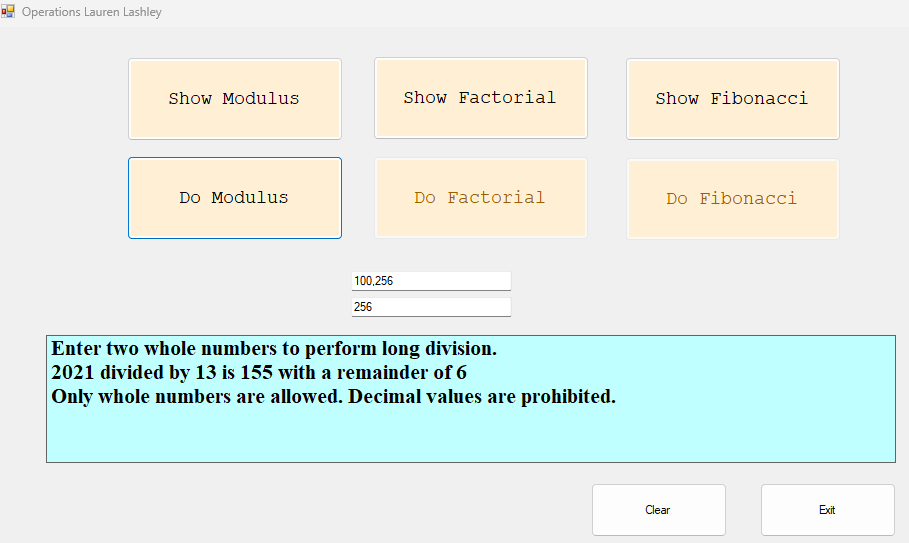 Operations Lauren Lashley
Show Modulus
Show Factorial
Show Fibonacci
Do Modulus
Do Factorial
Do Fibonacci
100,256
256
Enter two whole numbers to perform long division.
2021 divided by 13 is 155 with a remainder of 6
Only whole numbers are allowed. Decimal values are prohibited.
Clear
Exit